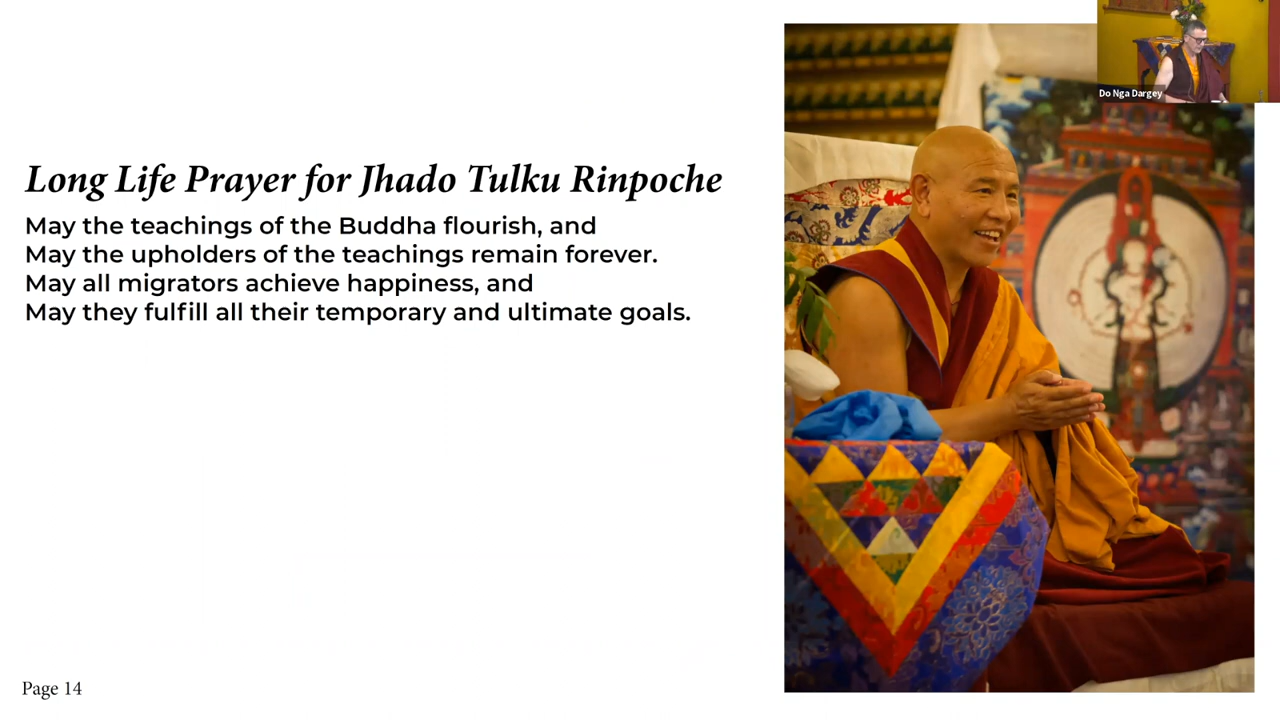 Do Nga Dargey
Long Life Prayer for Jhado Tulku Rinpoche
May the teachings of the Buddha flourish, and
May the upholders of the teachings remain forever.
May all migrators achieve happiness, and
May they fulfill all their temporary and ultimate goals.
Page 14